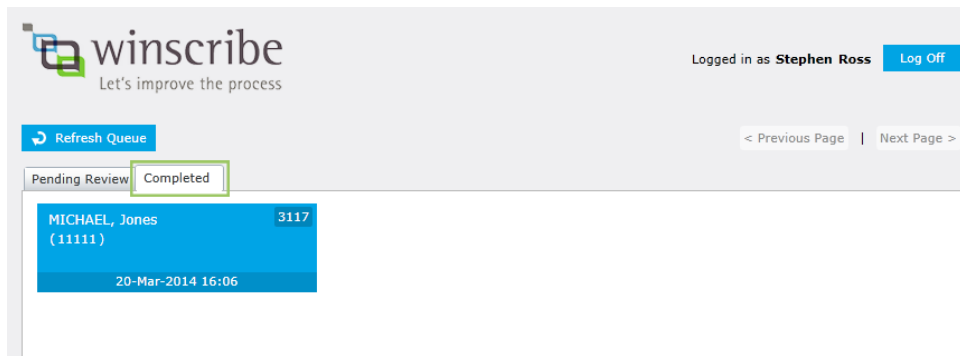 winscribe
Let's improve the process
Logged in as Stephen Ross Log Off
Refresh Queue < Previous Page | Next Page >
Pending Review Completed
MICHAEL, Jones 3117
( 11111 )
20-Mar-2014 16:06